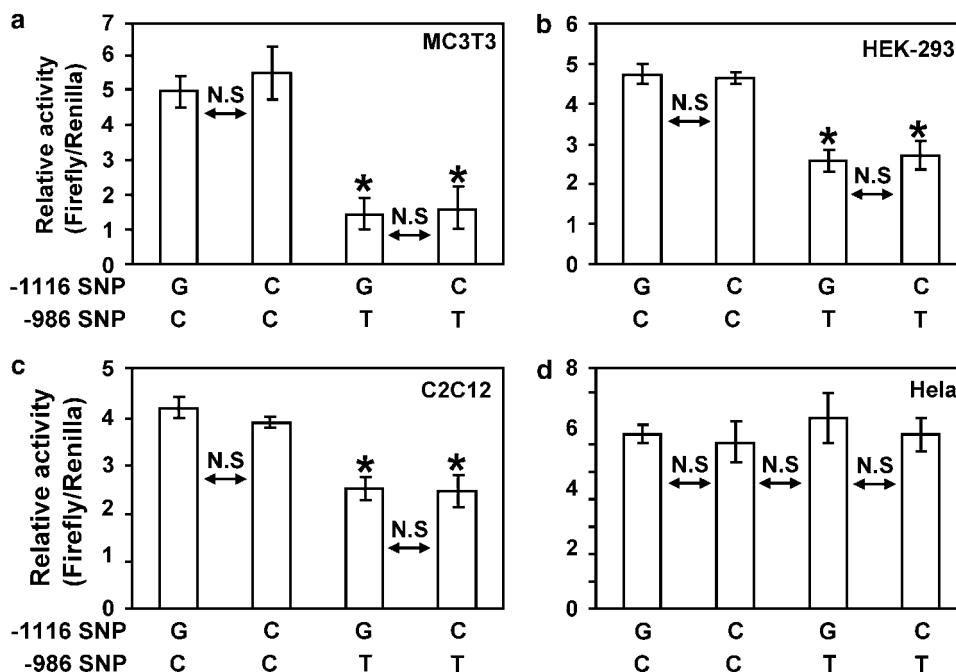 a
MC3T3
Relative activity
(Firefly/Renilla)
7
6
5
4
3
2
1
0
N.S
*
N.S
*
b
HEK-293
6
5
4
3
2
0
N.S
*
N.S
*
-1116 SNP G C G C G C G C
-986 SNP C C T T C C T T
c
C2C12
Relative activity
(Firefly/Renilla)
5
4
3
2
1
0
N.S
*
N.S
*
d
Hela
8
6
4
6
0
N.S
N.S
N.S
-1116 SNP G C G C G C G C
-986 SNP C C T T C C T T